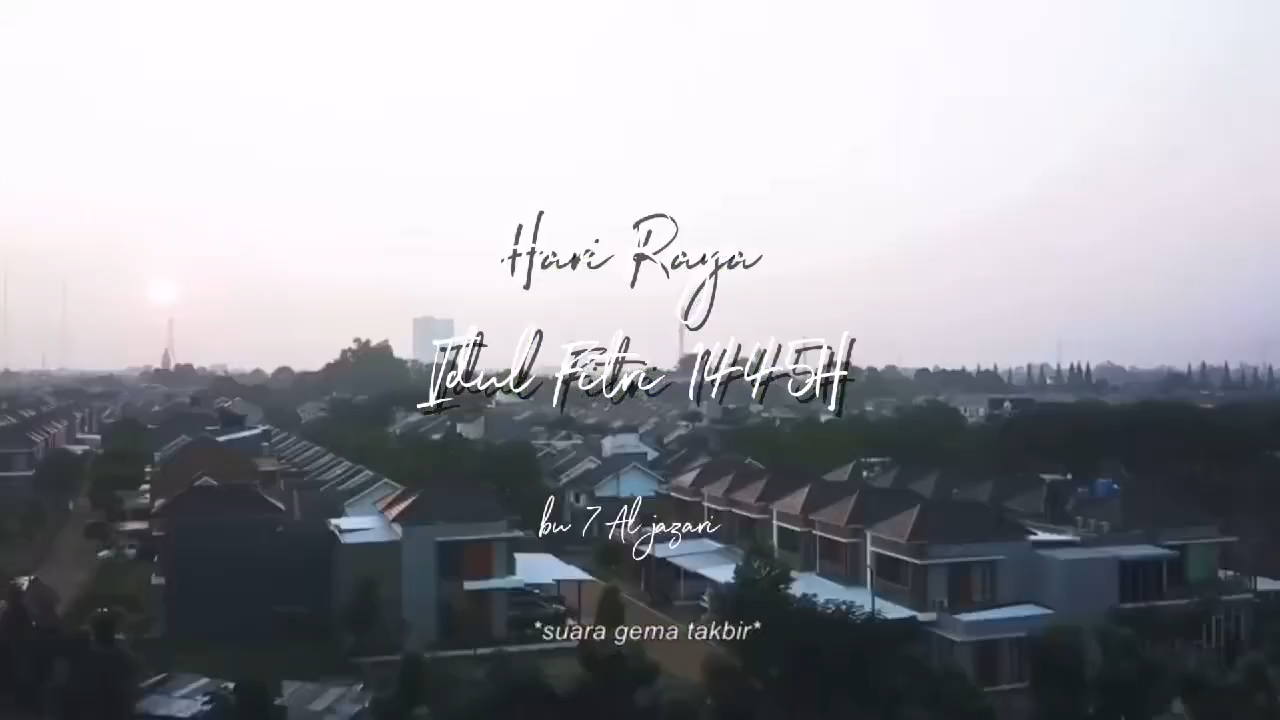 Hari Raya
Idul Fitri 1445H
bu 7 Al jazari
*suara gema takbir*